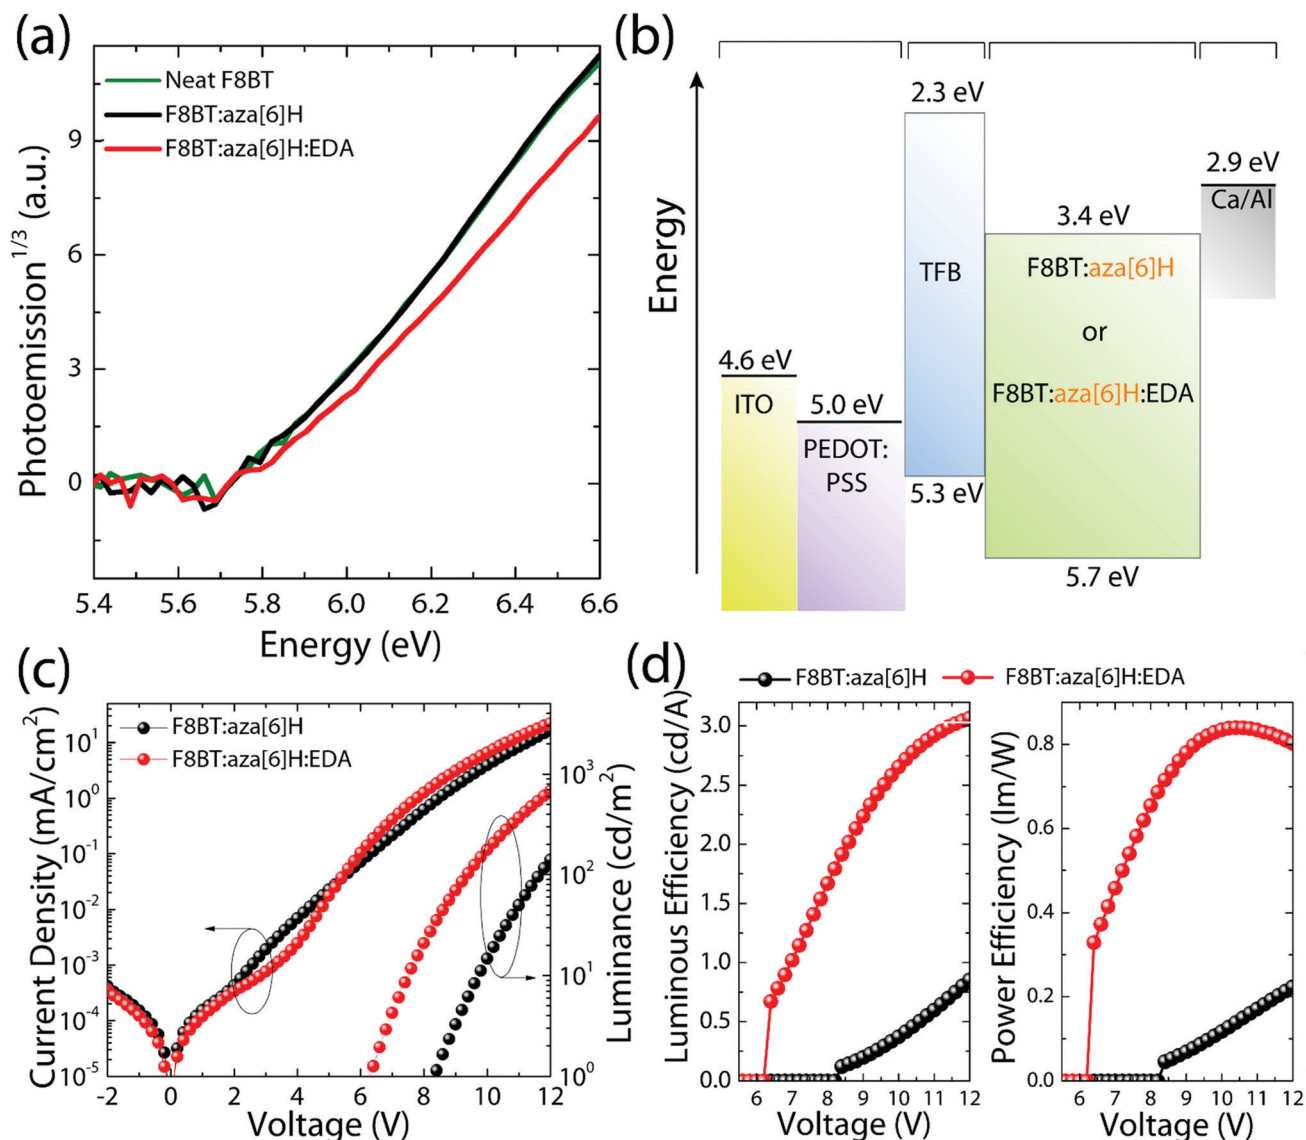 (a)
Neat F8BT
F8BT:aza[6]H
F8BT:aza[6]H:EDA
Photoemission1/3 (a.u.)
9
6
3
0
5.4 5.6 5.8 6.0 6.2 6.4 6.6
Energy (eV)
(b)
Energy
2.3 eV
2.9 eV
Ca/Al
3.4 eV
TFB
F8BT:aza[6]H
or
F8BT:aza[6]H:EDA
4.6 eV
ITO
5.0 eV
PEDOT:
PSS
5.3 eV
5.7 eV
(c)
F8BT:aza[6]H
F8BT:aza[6]H:EDA
Current Density (mA/cm2)
101
100
10-1
10-2
10-3
10-4
10-5
Luminance (cd/m2)
103
102
101
100
-2 0 2 4 6 8 10 12
Voltage (V)
(d)
F8BT:aza[6]H
F8BT:aza[6]H:EDA
Luminous Efficiency (cd/A)
3.0
2.5
2.0
1.5
1.0
0.5
0.0
6 7 8 9 10 11 12
Voltage (V)
Power Efficiency (lm/W)
0.8
0.6
0.4
0.2
0.0
6 7 8 9 10 11 12
Voltage (V)